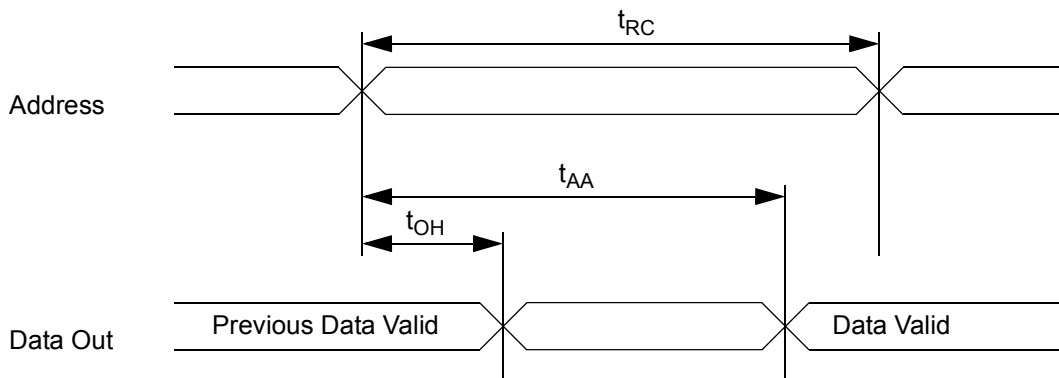 tRC
Address
tAA
tOH
Previous Data Valid
Data Valid
Data Out